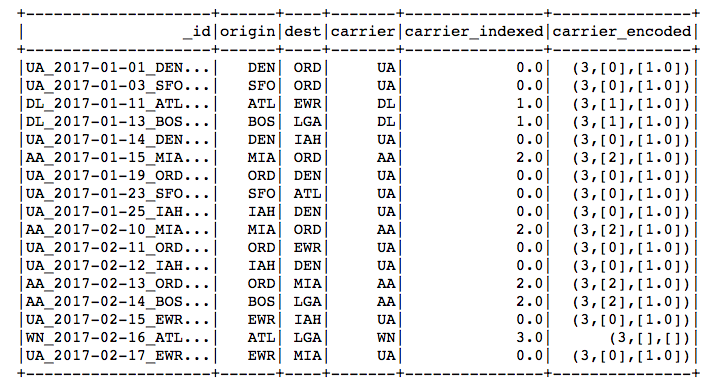 +--------------------+------+----+-------+---------------+---------------+
|                 _id|origin|dest|carrier|carrier_indexed|carrier_encoded|
+--------------------+------+----+-------+---------------+---------------+
|UA_2017-01-01_DEN...|   DEN| ORD|     UA|            0.0|  (3,[0],[1.0])|
|UA_2017-01-03_SFO...|   SFO| ORD|     UA|            0.0|  (3,[0],[1.0])|
|DL_2017-01-11_ATL...|   ATL| EWR|     DL|            1.0|  (3,[1],[1.0])|
|DL_2017-01-13_BOS...|   BOS| LGA|     DL|            1.0|  (3,[1],[1.0])|
|UA_2017-01-14_DEN...|   DEN| IAH|     UA|            0.0|  (3,[0],[1.0])|
|AA_2017-01-15_MIA...|   MIA| ORD|     AA|            2.0|  (3,[2],[1.0])|
|UA_2017-01-19_ORD...|   ORD| DEN|     UA|            0.0|  (3,[0],[1.0])|
|UA_2017-01-23_SFO...|   SFO| ATL|     UA|            0.0|  (3,[0],[1.0])|
|UA_2017-01-25_IAH...|   IAH| DEN|     UA|            0.0|  (3,[0],[1.0])|
|AA_2017-02-10_MIA...|   MIA| ORD|     AA|            2.0|  (3,[2],[1.0])|
|UA_2017-02-11_ORD...|   ORD| EWR|     UA|            0.0|  (3,[0],[1.0])|
|UA_2017-02-12_IAH...|   IAH| DEN|     UA|            0.0|  (3,[0],[1.0])|
|AA_2017-02-13_ORD...|   ORD| MIA|     AA|            2.0|  (3,[2],[1.0])|
|AA_2017-02-14_BOS...|   BOS| LGA|     AA|            2.0|  (3,[2],[1.0])|
|UA_2017-02-15_EWR...|   EWR| IAH|     UA|            0.0|  (3,[0],[1.0])|
|WN_2017-02-16_ATL...|   ATL| LGA|     WN|            3.0|      (3,[],[])|
|UA_2017-02-17_EWR...|   EWR| MIA|     UA|            0.0|  (3,[0],[1.0])|
+--------------------+------+----+-------+---------------+---------------+